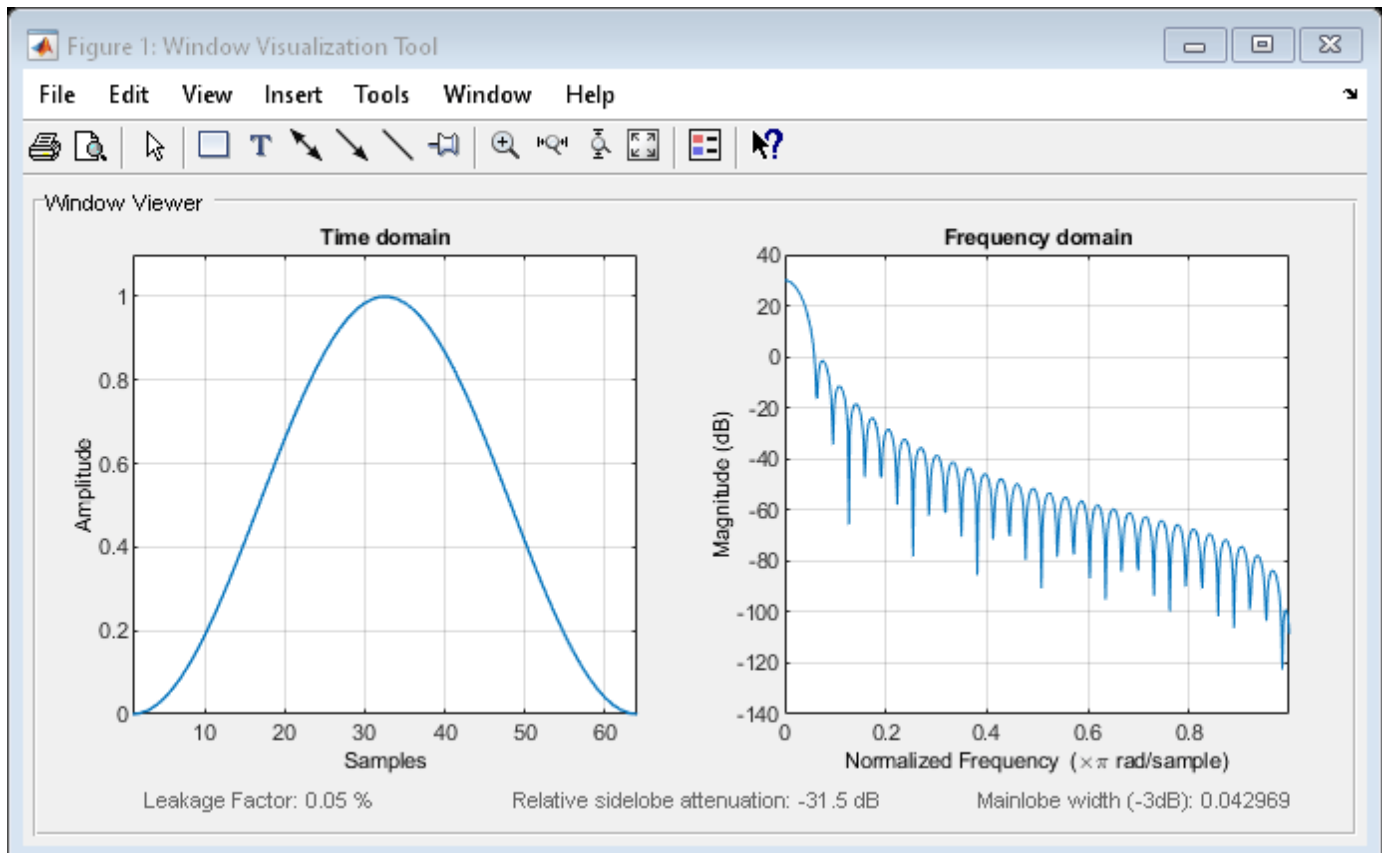 Figure 1: Window Visualization Tool
File Edit View Insert Tools Window Help
T
Window Viewer
Time domain
1
0.8
0.6
0.4
0.2
0
10 20 30 40 50 60
Amplitude
Samples
Frequency domain
40
20
0
-20
-40
-60
-80
-100
-120
-140
0 0.2 0.4 0.6 0.8
Magnitude (dB)
Normalized Frequency (×π rad/sample)
Leakage Factor: 0.05 % Relative sidelobe attenuation: -31.5 dB Mainlobe width (-3dB): 0.042969